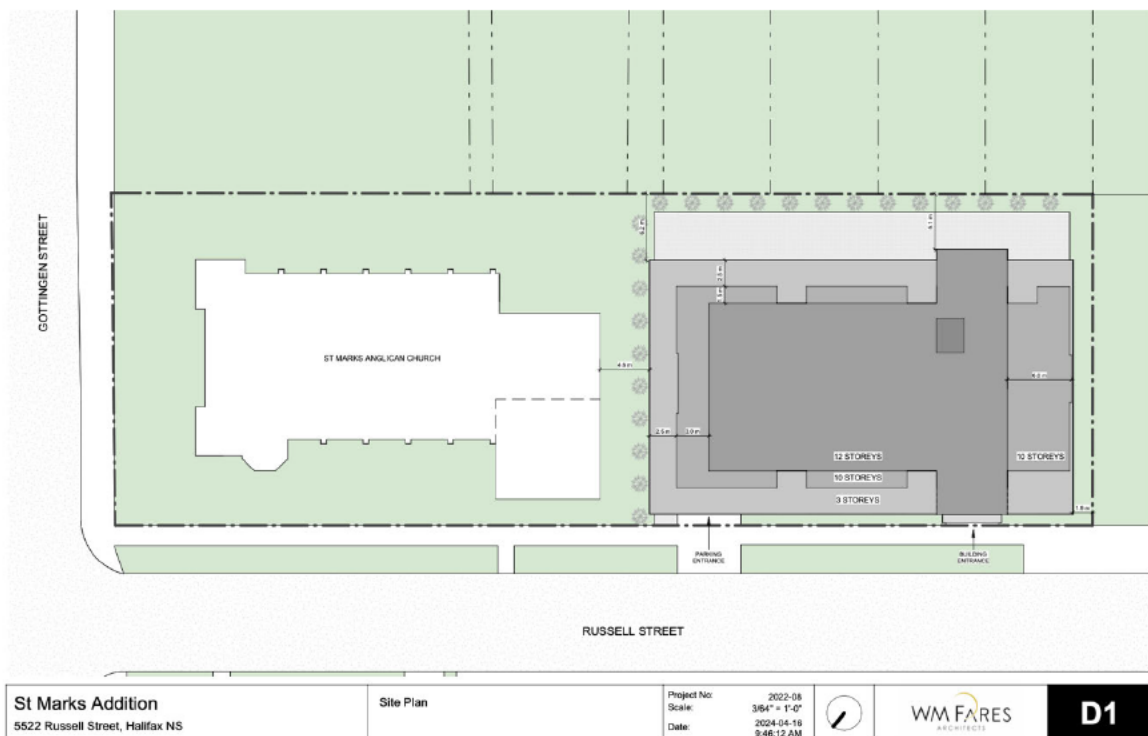 GOTTINGEN STREET
ST MARKS ANGLICAN CHURCH
4.8 m
2.5 m
3.0 m
12 STOREYS
10 STOREYS
3 STOREYS
10 STOREYS
PARKING
ENTRANCE
BUILDING
ENTRANCE
RUSSELL STREET
St Marks Addition
5522 Russell Street, Halifax NS
Site Plan
Project No: 2022-08
Scale: 3/64" = 1'-0"
Date: 2024-04-16
9:46:12 AM
WM FARES
ARCHITECTS
D1